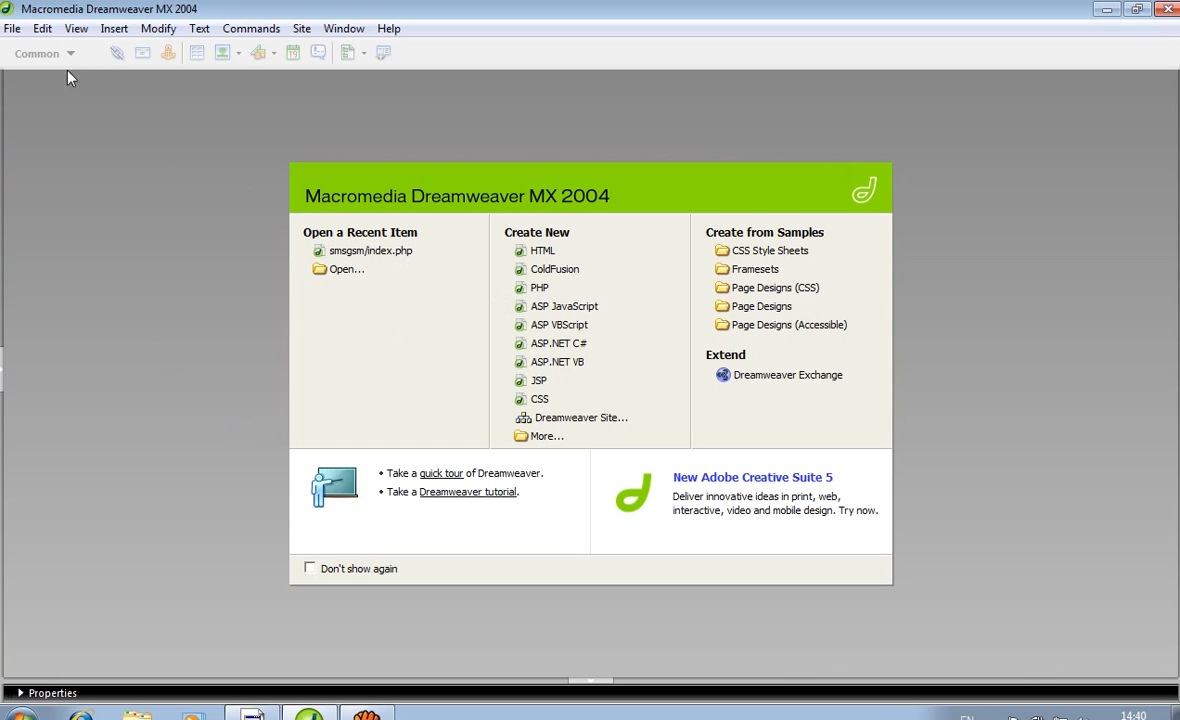 Macromedia Dreamweaver MX 2004
File Edit View Insert Modify Text Commands Site Window Help
Common
Macromedia Dreamweaver MX 2004
Open a Recent Item
smsgsm/index.php
Open...
Create New
HTML
ColdFusion
PHP
ASP JavaScript
ASP VBScript
ASP.NET C#
ASP.NET VB
JSP
CSS
Dreamweaver Site...
More...
Create from Samples
CSS Style Sheets
Framesets
Page Designs (CSS)
Page Designs
Page Designs (Accessible)
Extend
Dreamweaver Exchange
• Take a quick tour of Dreamweaver.
• Take a Dreamweaver tutorial.
New Adobe Creative Suite 5
Deliver innovative ideas in print, web,
interactive, video and mobile design. Try now.
Don't show again
Properties
EN 14:40